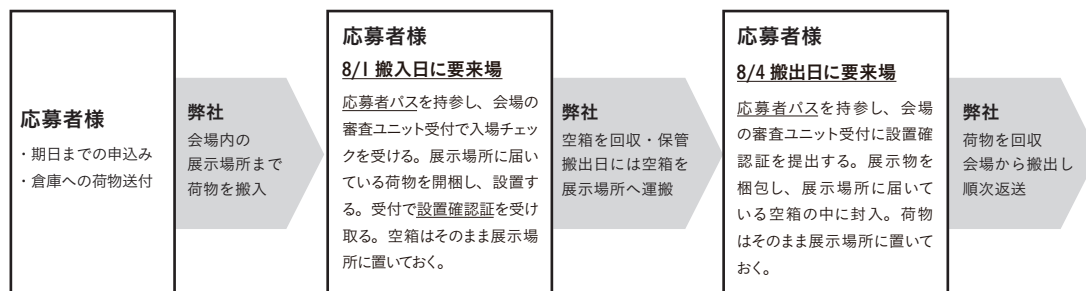 応募者様
・期日までの申込み
・倉庫への荷物送付
弊社
会場内の
展示場所まで
荷物を搬入
応募者様
8/1 搬入日に要来場
応募者パスを持参し、会場の
審査ユニット受付で入場チェッ
クを受ける。展示場所に届い
ている荷物を開梱し、設置す
る。受付で設置確認証を受け
取る。空箱はそのまま展示場
所に置いておく。
弊社
空箱を回収・保管
搬出日には空箱を
展示場所へ運搬
応募者様
8/4 搬出日に要来場
応募者パスを持参し、会場
の審査ユニット受付に設置確
認証を提出する。展示物を
梱包し、展示場所に届いて
いる空箱の中に封入。荷物
はそのまま展示場所に置いて
おく。
弊社
荷物を回収
会場から搬出し
順次返送